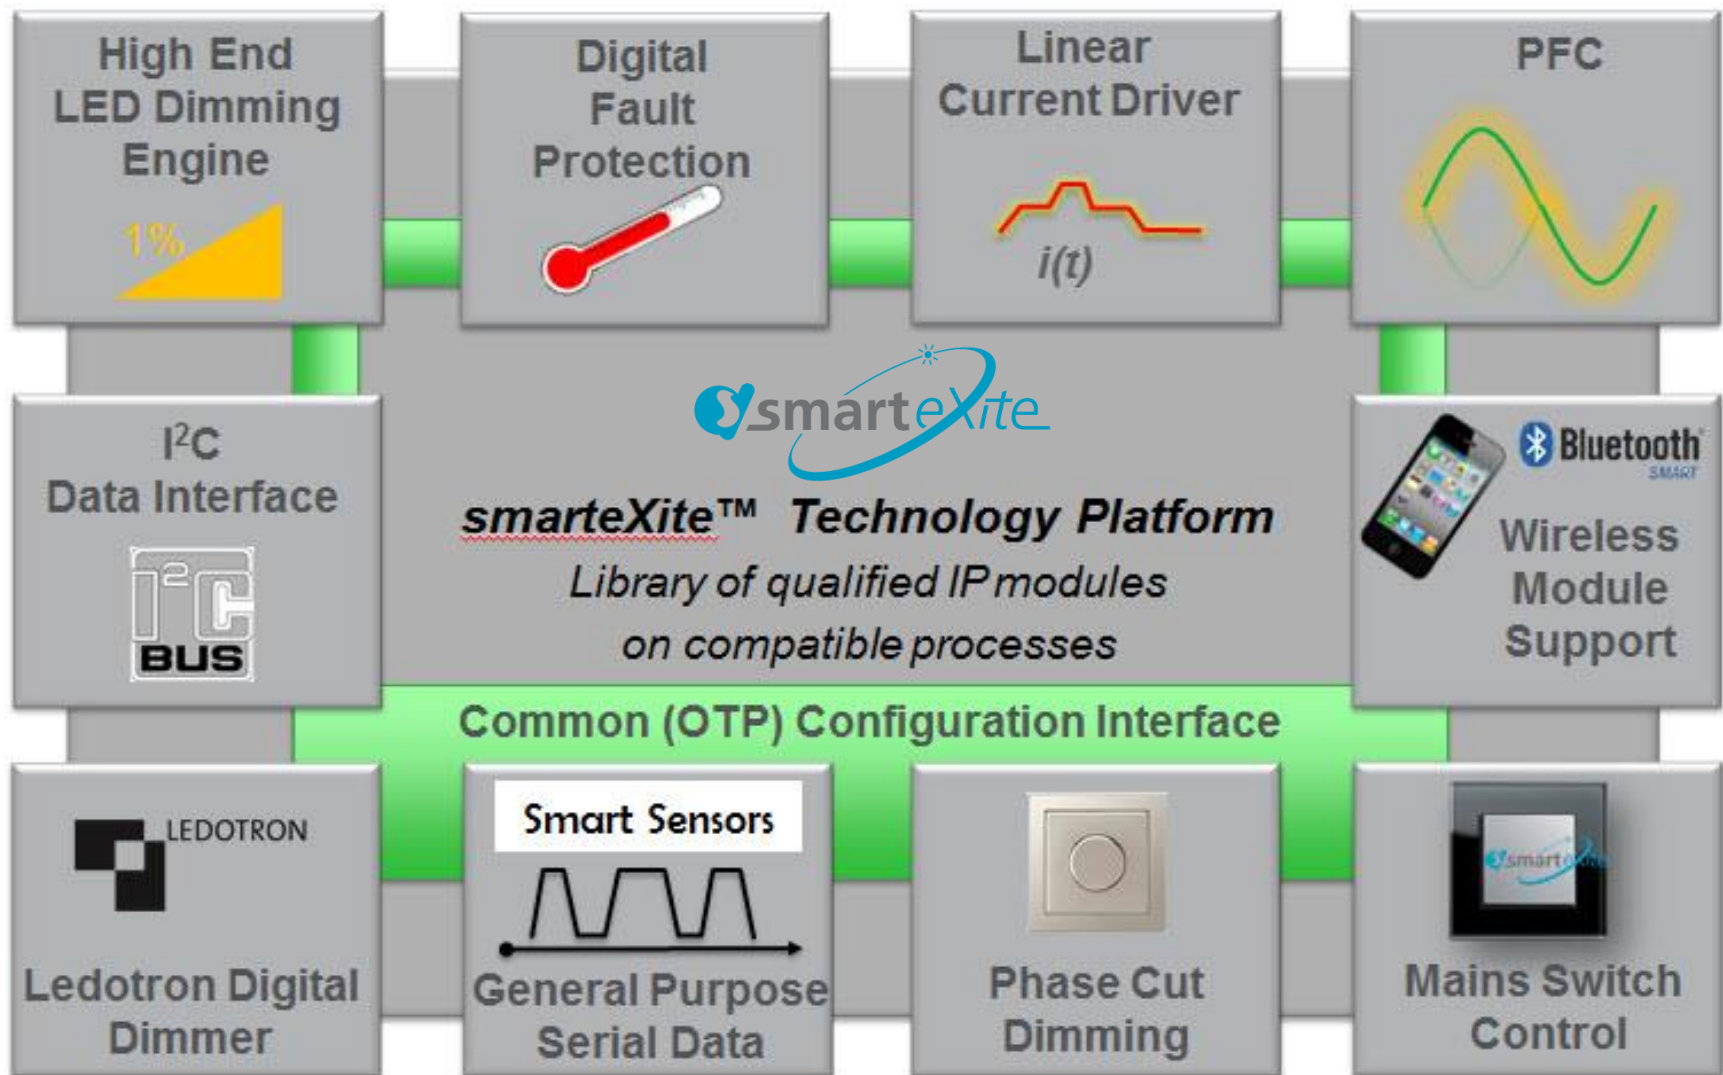 High End
LED Dimming
Engine
1%
Digital
Fault
Protection
Linear
Current Driver
i(t)
PFC
I²C
Data Interface
I²C
BUS
smarteXite
smarteXite™ Technology Platform
Library of qualified IP modules
on compatible processes
Bluetooth®
SMART
Wireless
Module
Support
Common (OTP) Configuration Interface
LEDOTRON
Ledotron Digital
Dimmer
Smart Sensors
General Purpose
Serial Data
Phase Cut
Dimming
smarteXite
Mains Switch
Control